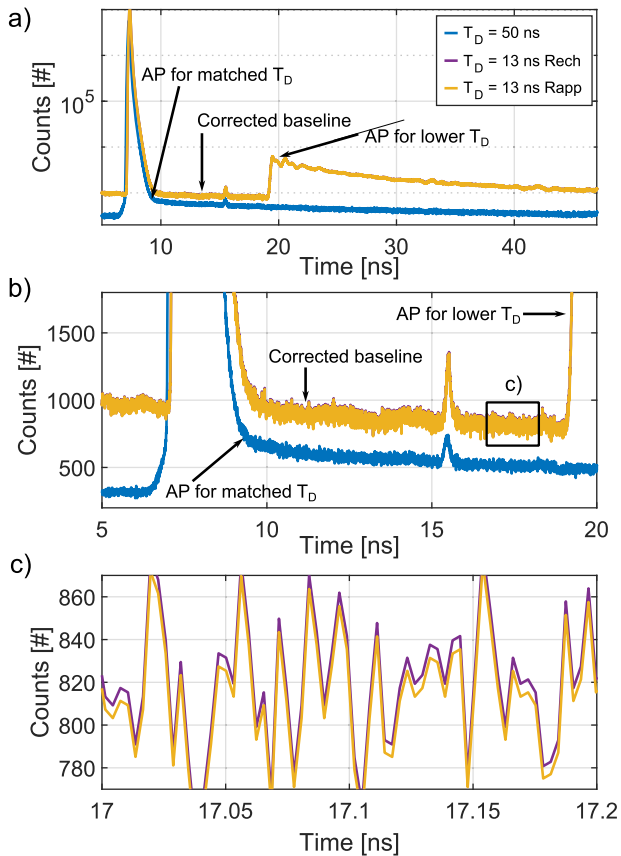 a)
T_D = 50 ns
T_D = 13 ns Rech
T_D = 13 ns Rapp
AP for matched T_D
Corrected baseline
AP for lower T_D
Counts [#]
10^5
10 20 30 40
Time [ns]
b)
AP for lower T_D
Corrected baseline
c)
AP for matched T_D
Counts [#]
1500
1000
500
5 10 15 20
Time [ns]
c)
Counts [#]
860
840
820
800
780
17 17.05 17.1 17.15 17.2
Time [ns]